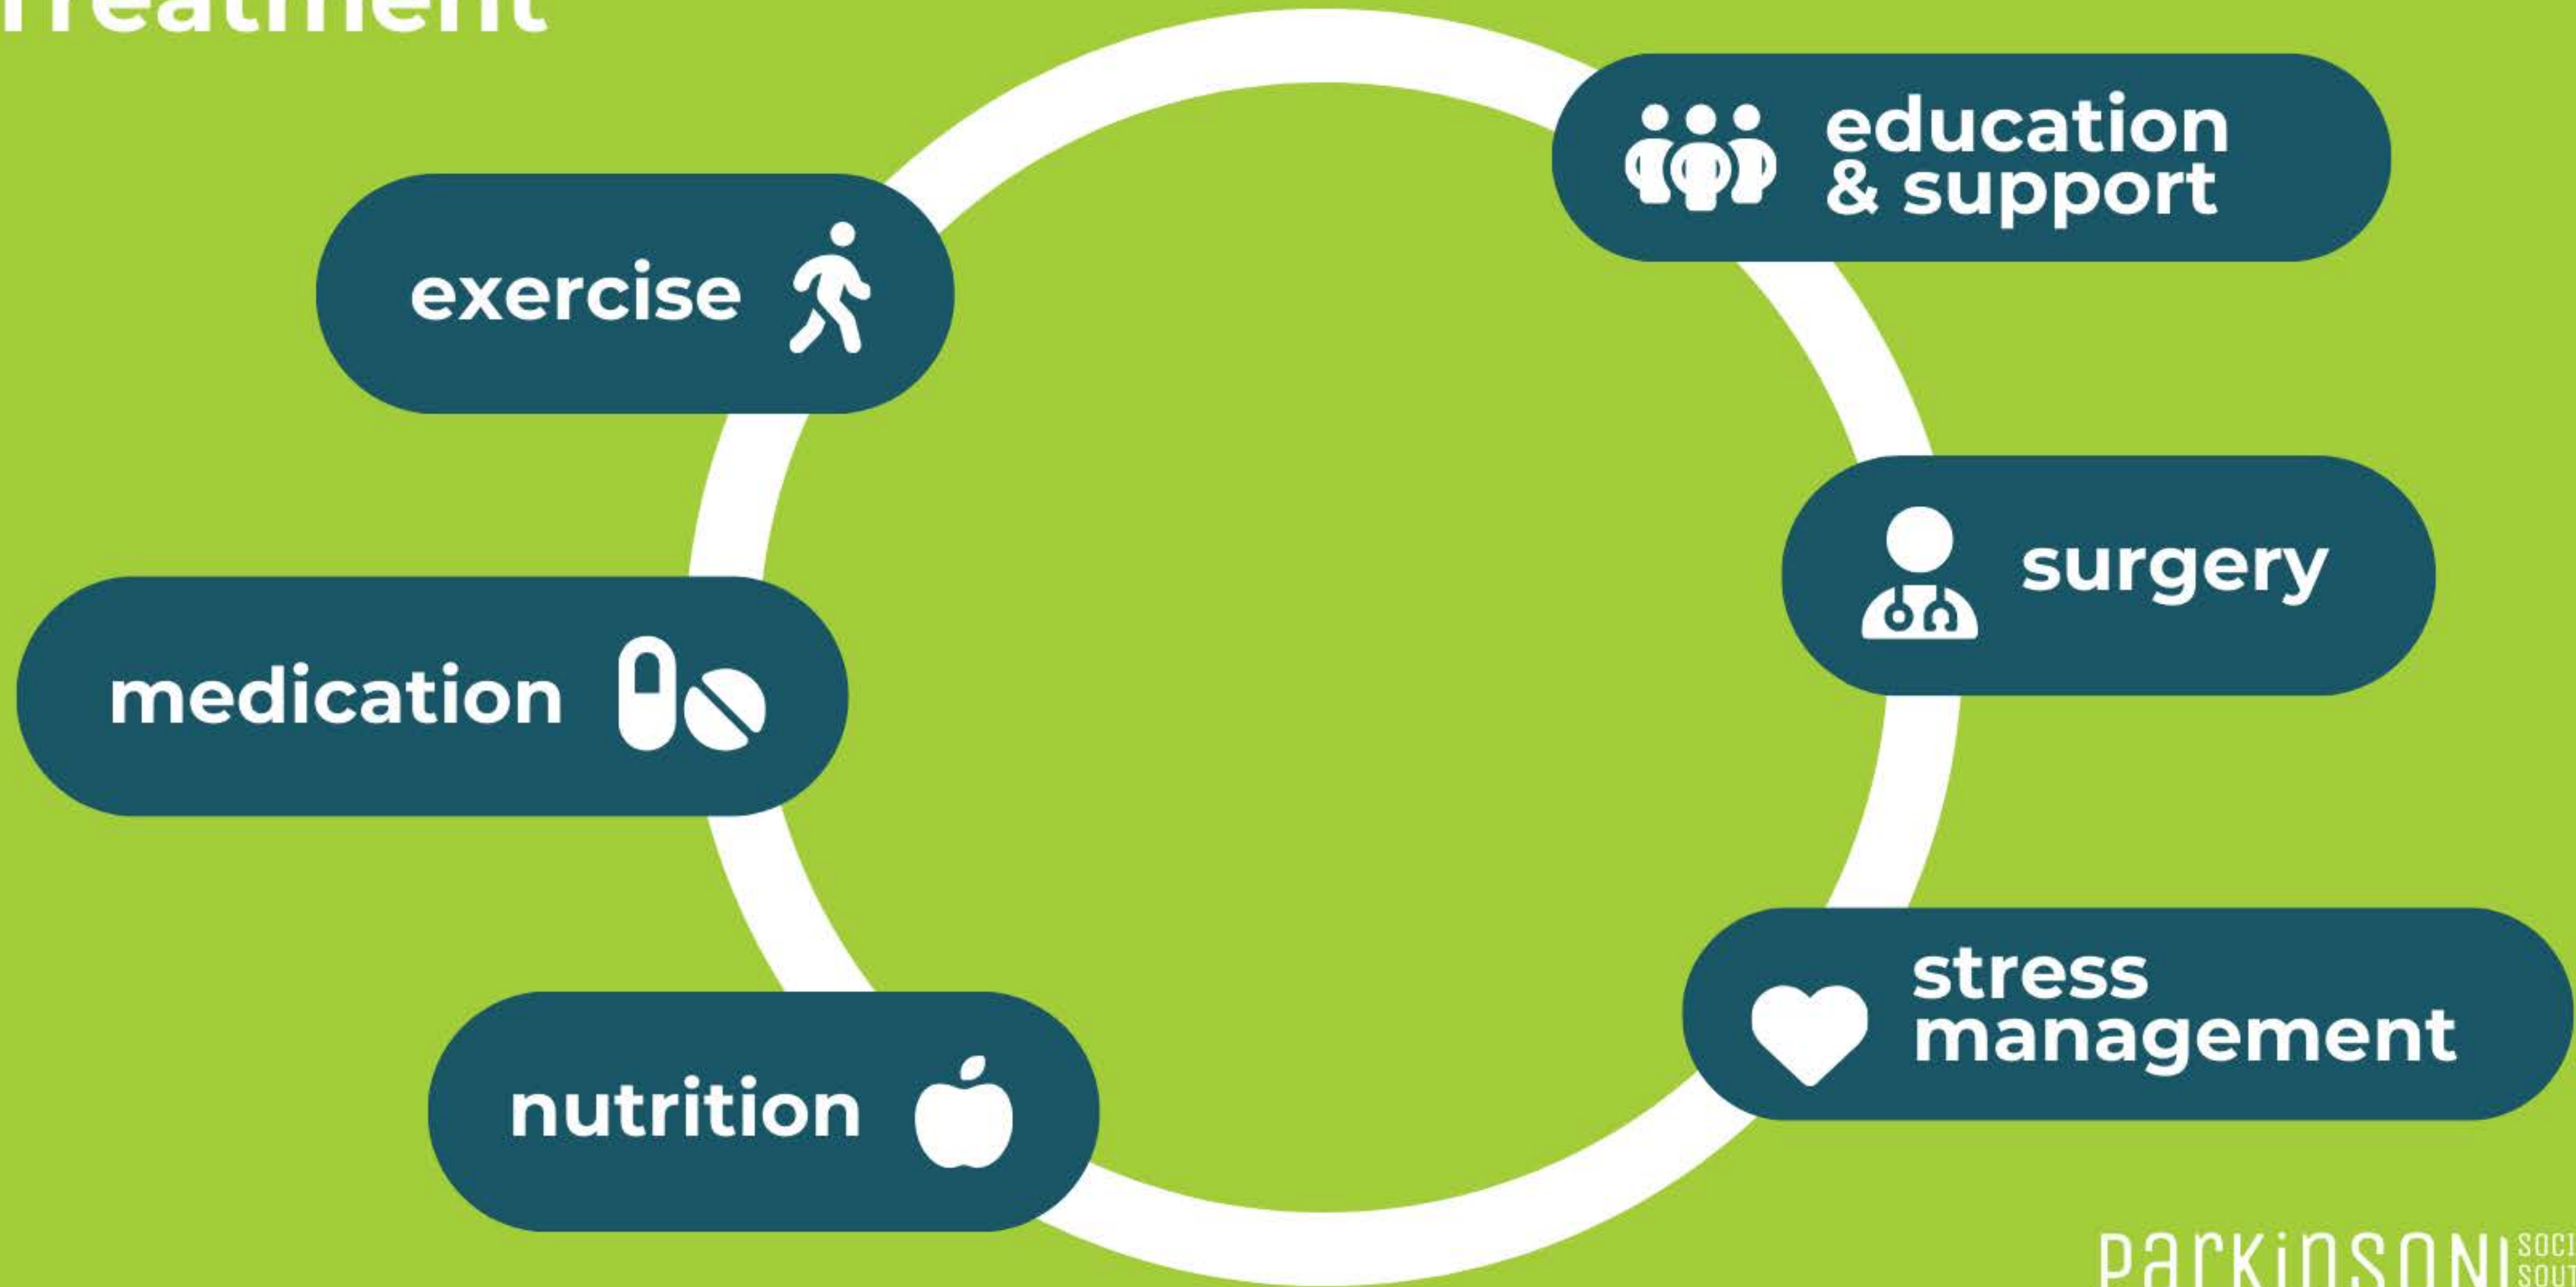 Treatment
education
& support
exercise
surgery
medication
stress
management
nutrition
parkinson